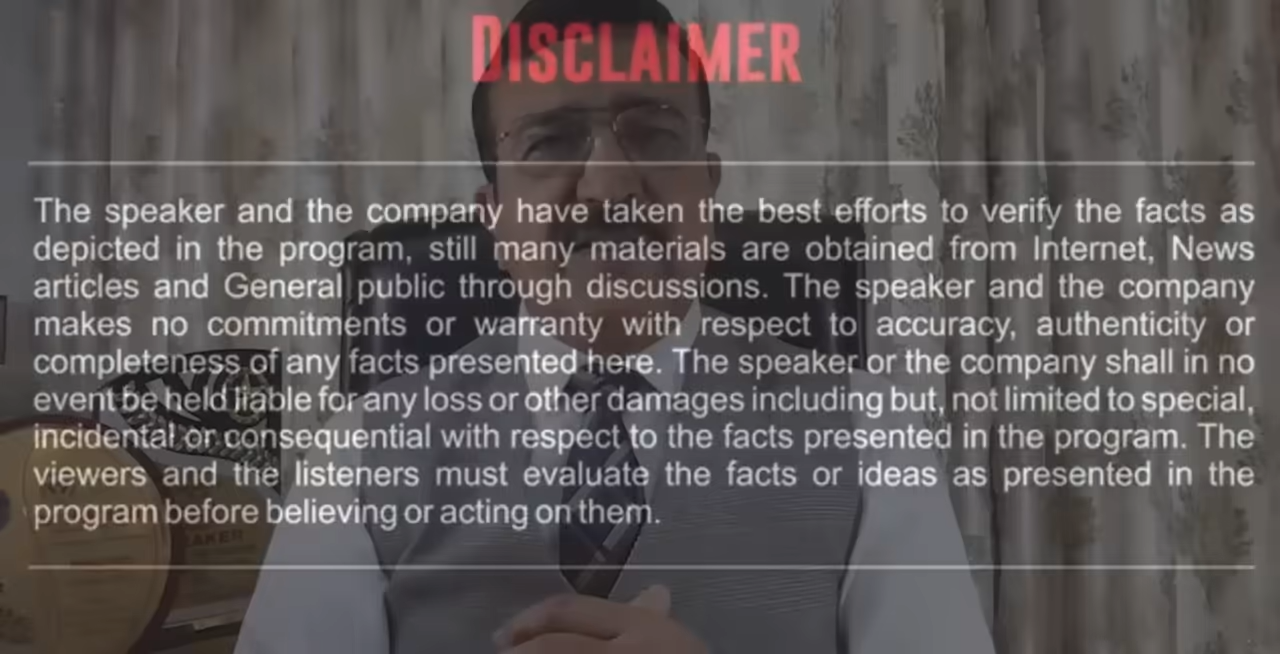 DISCLAIMER
The speaker and the company have taken the best efforts to verify the facts as
depicted in the program, still many materials are obtained from Internet, News
articles and General public through discussions. The speaker and the company
makes no commitments or warranty with respect to accuracy, authenticity or
completeness of any facts presented here. The speaker or the company shall in no
event be held liable for any loss or other damages including but, not limited to special,
incidental or consequential with respect to the facts presented in the program. The
viewers and the listeners must evaluate the facts or ideas as presented in the
program before believing or acting on them.